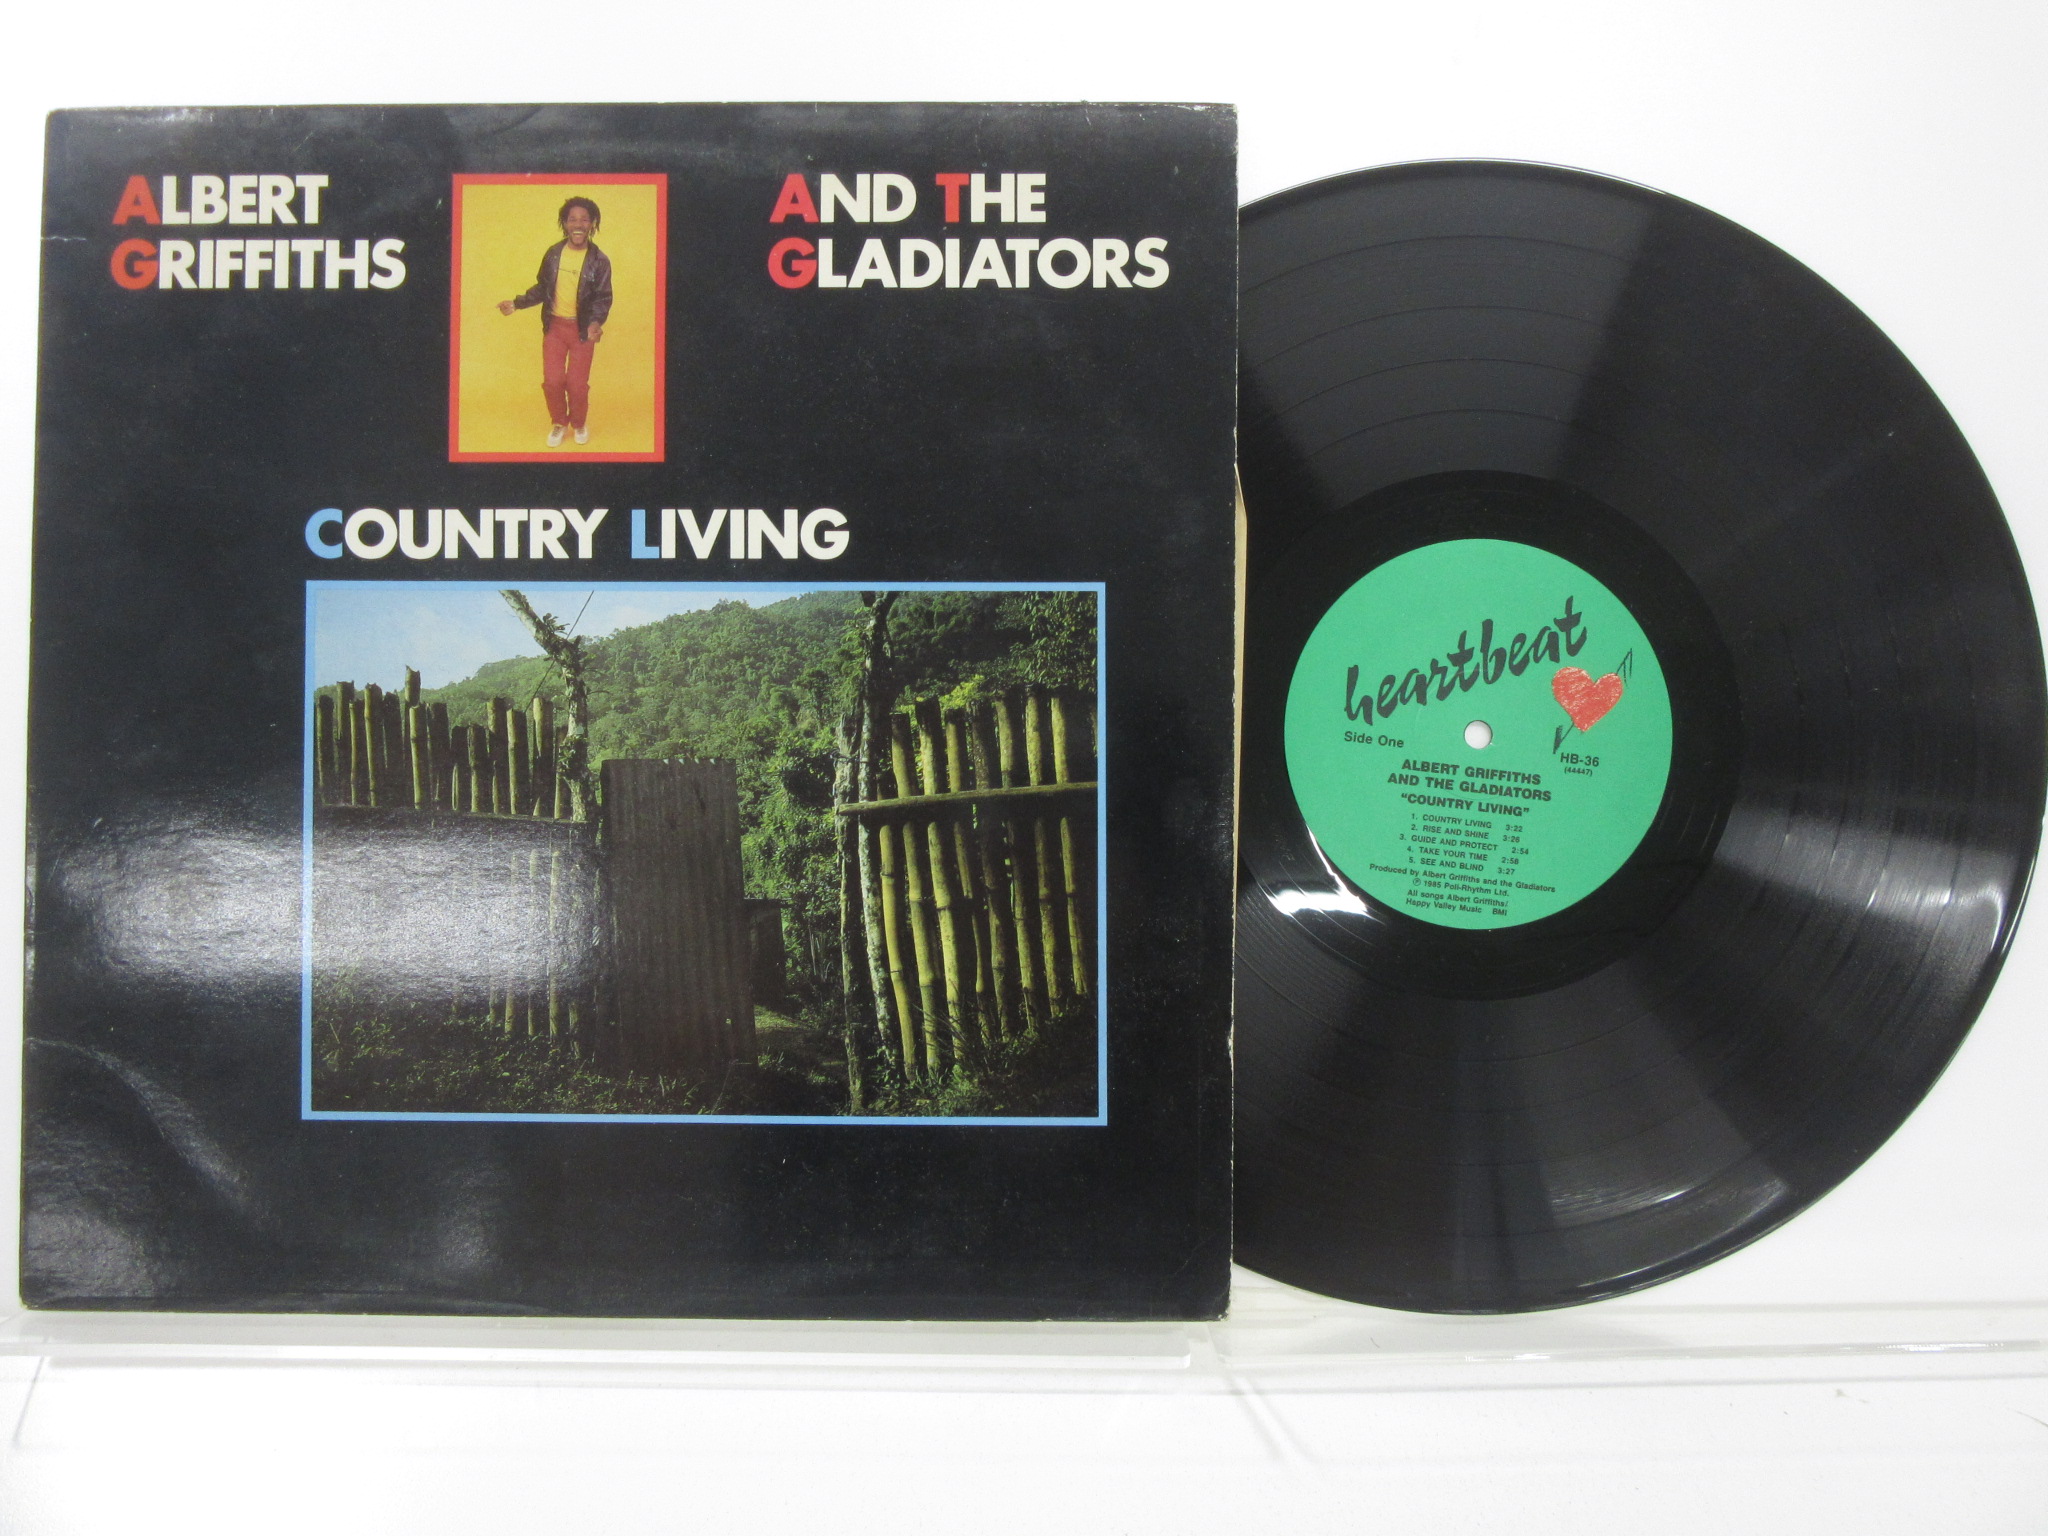 ALBERT
GRIFFITHS
AND THE
GLADIATORS
COUNTRY LIVING
heartbeat
Side One
HB-36
(44447)
ALBERT GRIFFITHS
AND THE GLADIATORS
"COUNTRY LIVING"
1. COUNTRY LIVING 3:22
2. RISE AND SHINE 3:26
3. GUIDE AND PROTECT 2:54
4. TAKE YOUR TIME 2:58
5. SEE AND BLIND 3:27
Produced by Albert Griffiths and the Gladiators
℗ 1985 Poli-Rhythm Ltd.
All songs Albert Griffiths/
Happy Valley Music BMI